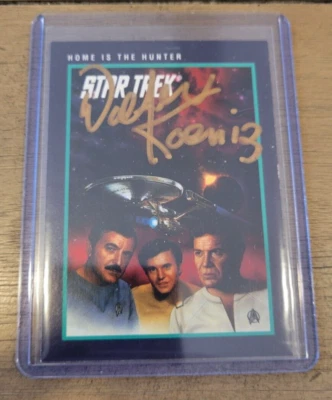 HOME IS THE HUNTER
STAR TREK®
Walter
Koenig